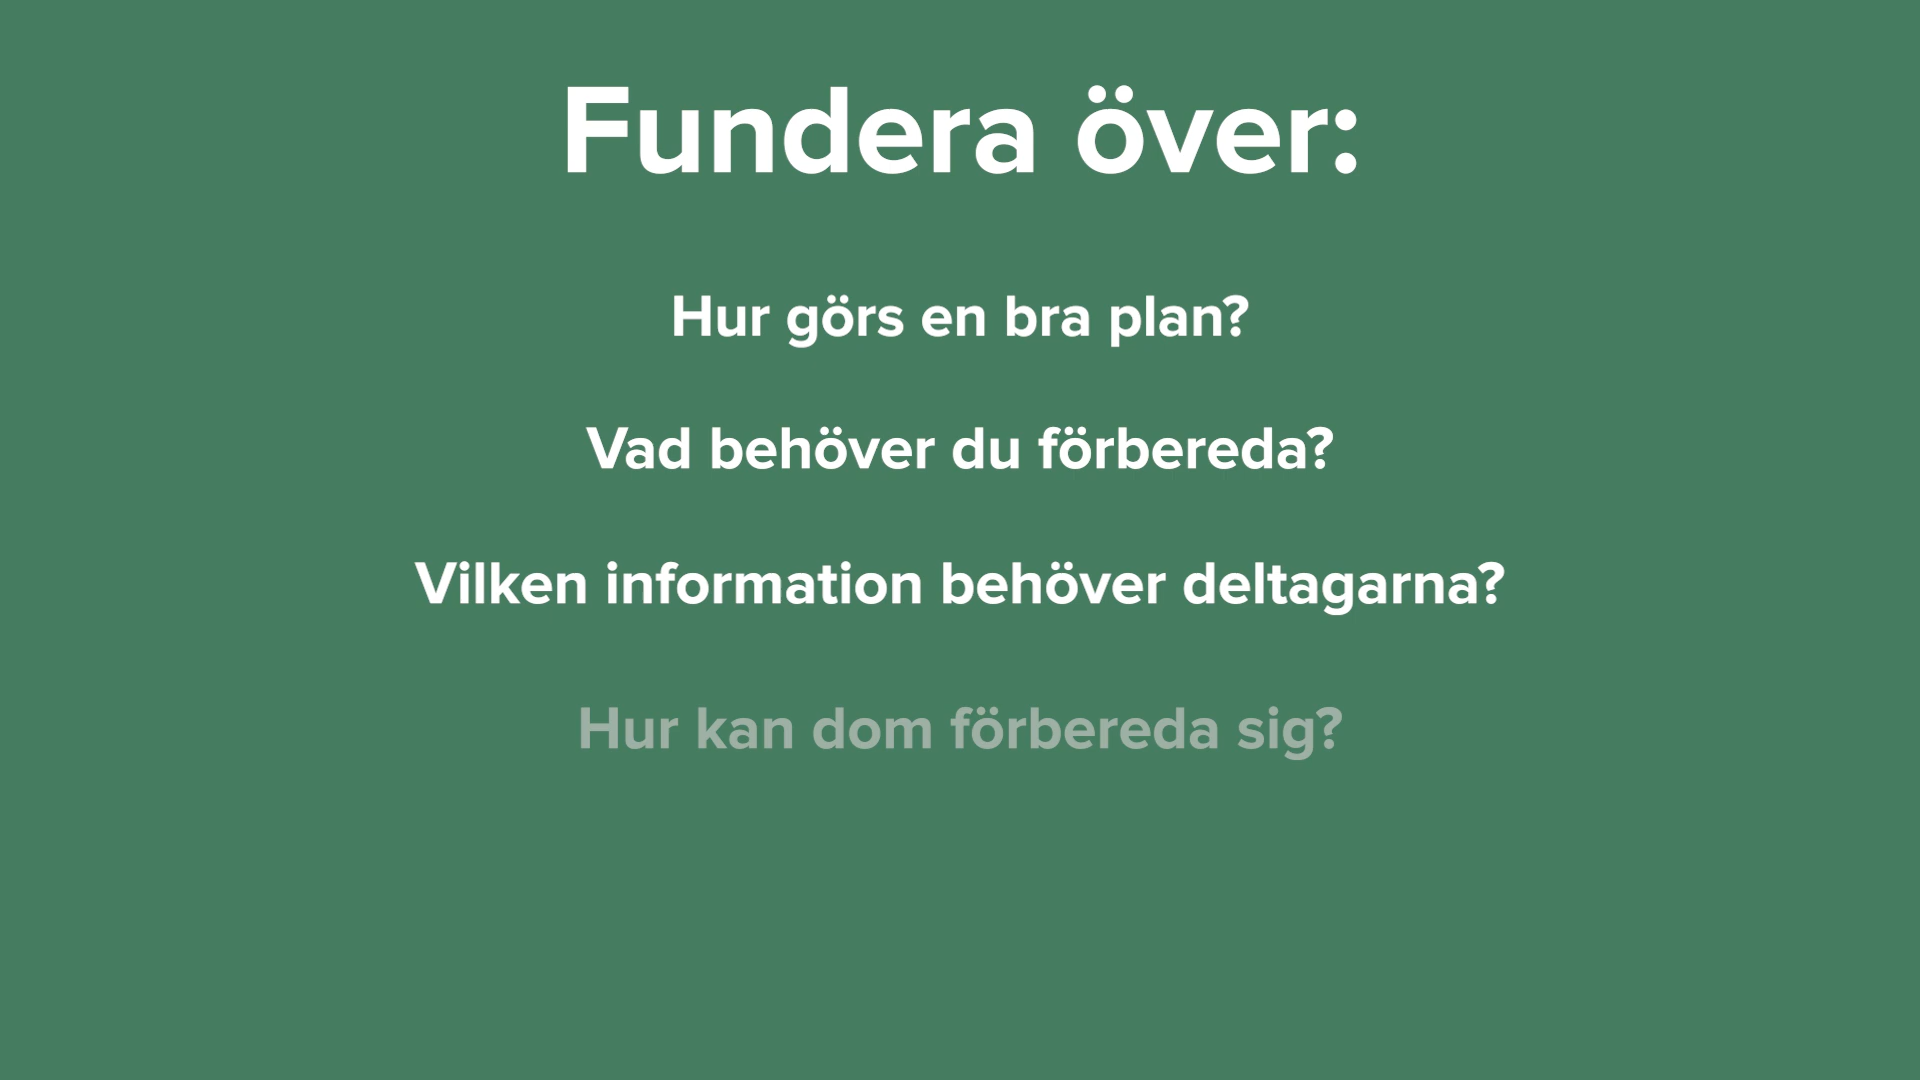 Fundera över:
Hur görs en bra plan?
Vad behöver du förbereda?
Vilken information behöver deltagarna?
Hur kan dom förbereda sig?